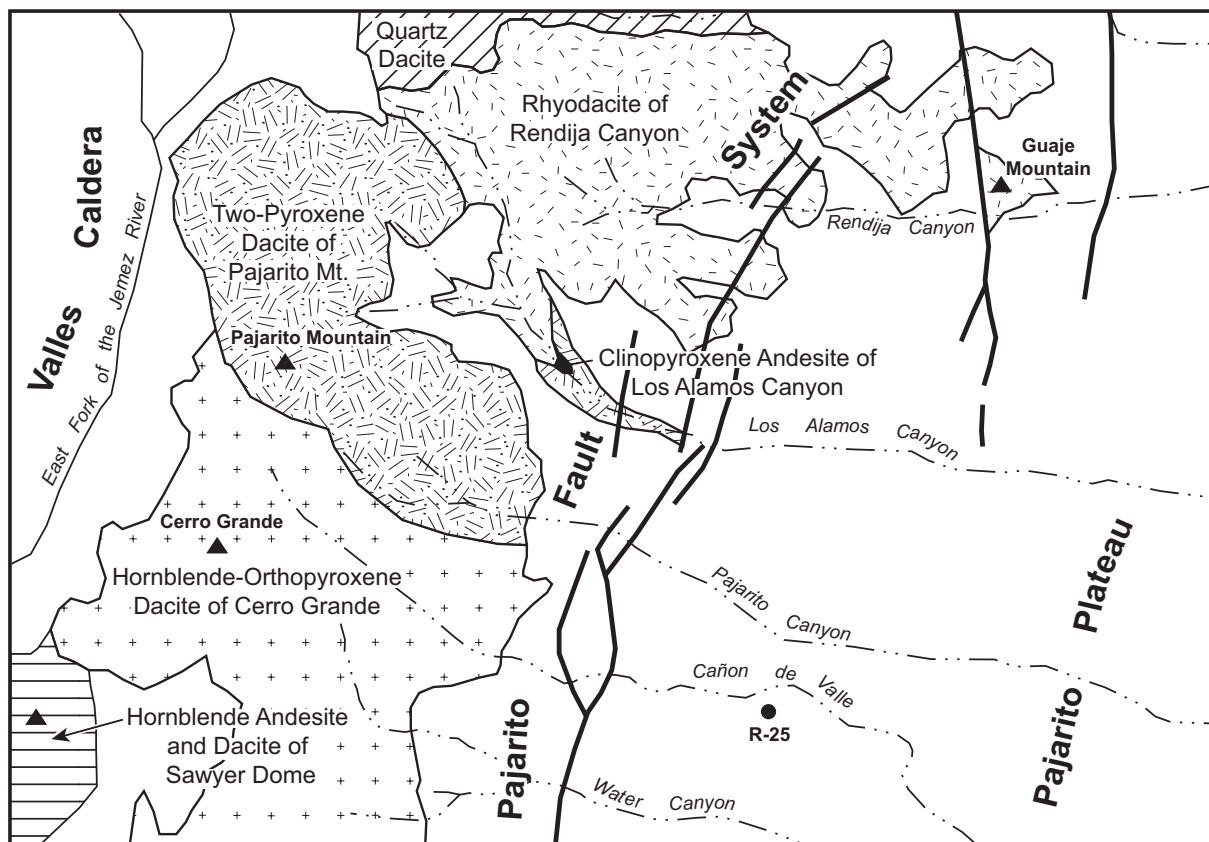 Quartz
Dacite
Rhyodacite of
Rendija Canyon
System
Guaje
Mountain
Valles Caldera
East Fork of the Jemez River
Two-Pyroxene
Dacite of
Pajarito Mt.
Rendija Canyon
Pajarito Mountain
Clinopyroxene Andesite of
Los Alamos Canyon
Los Alamos Canyon
Fault
Cerro Grande
Hornblende-Orthopyroxene
Dacite of Cerro Grande
Pajarito Canyon
Plateau
Cañon de Valle
R-25
Hornblende Andesite
and Dacite of
Sawyer Dome
Pajarito
Water Canyon
Pajarito